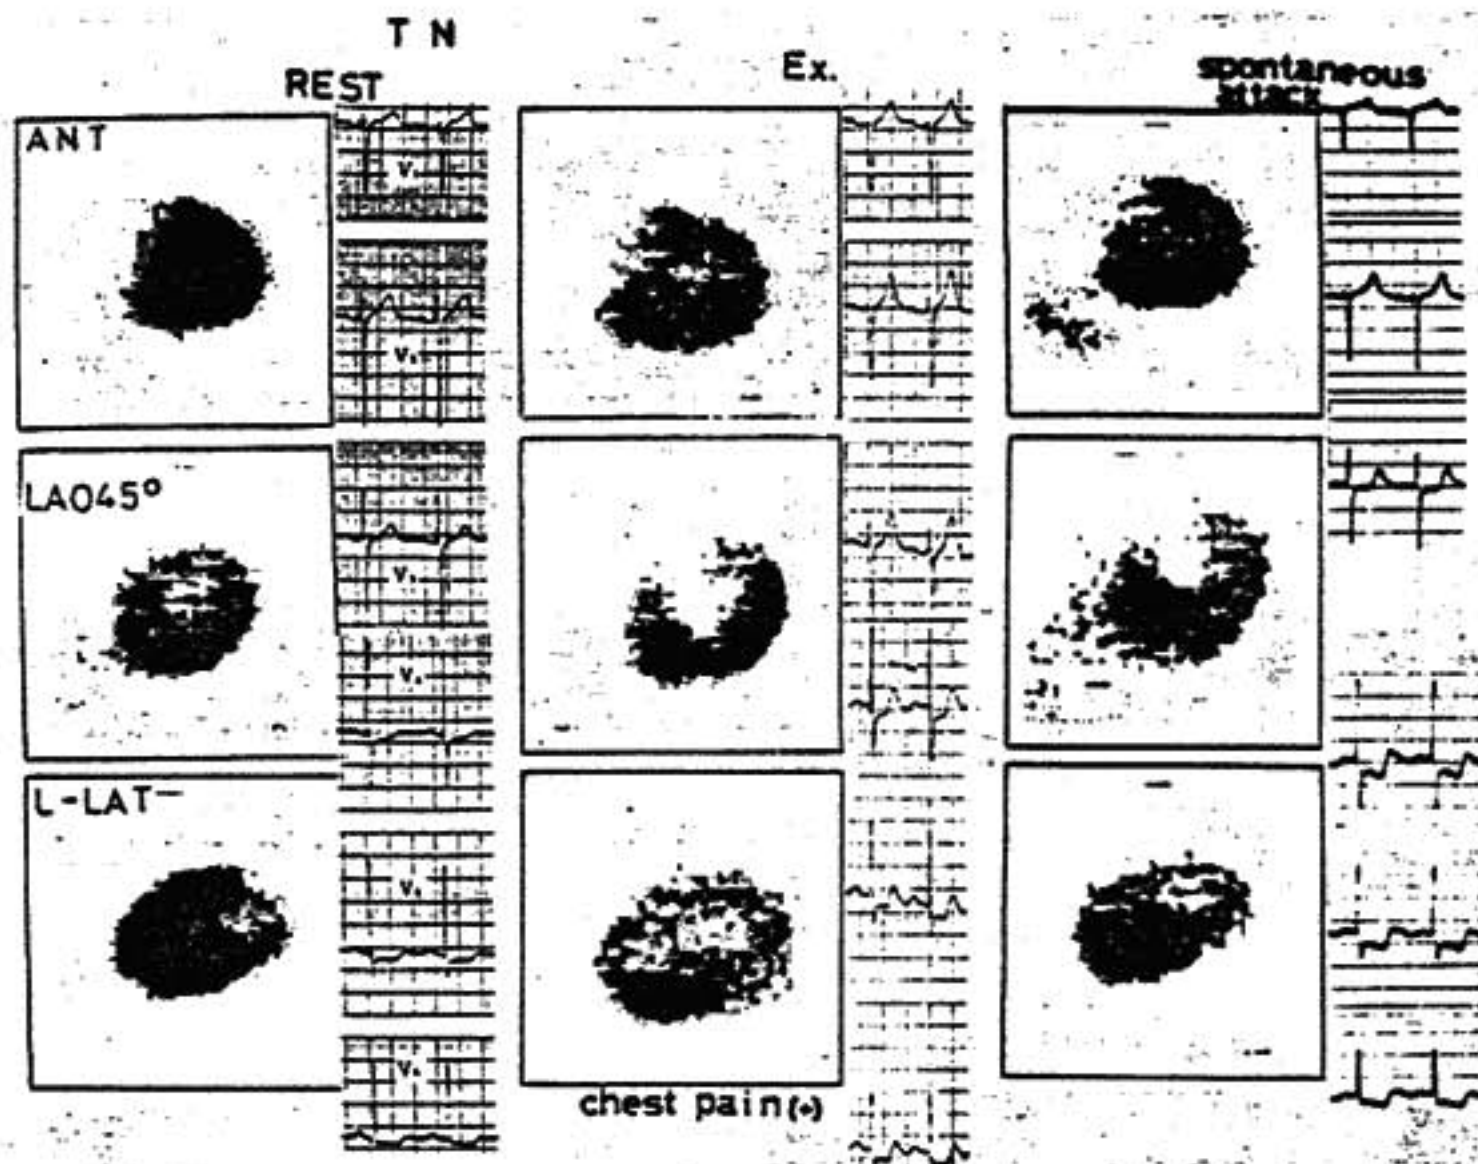 T N
REST
Ex.
spontaneous
attack
ANT
LAO45°
L-LAT
chest pain (+)